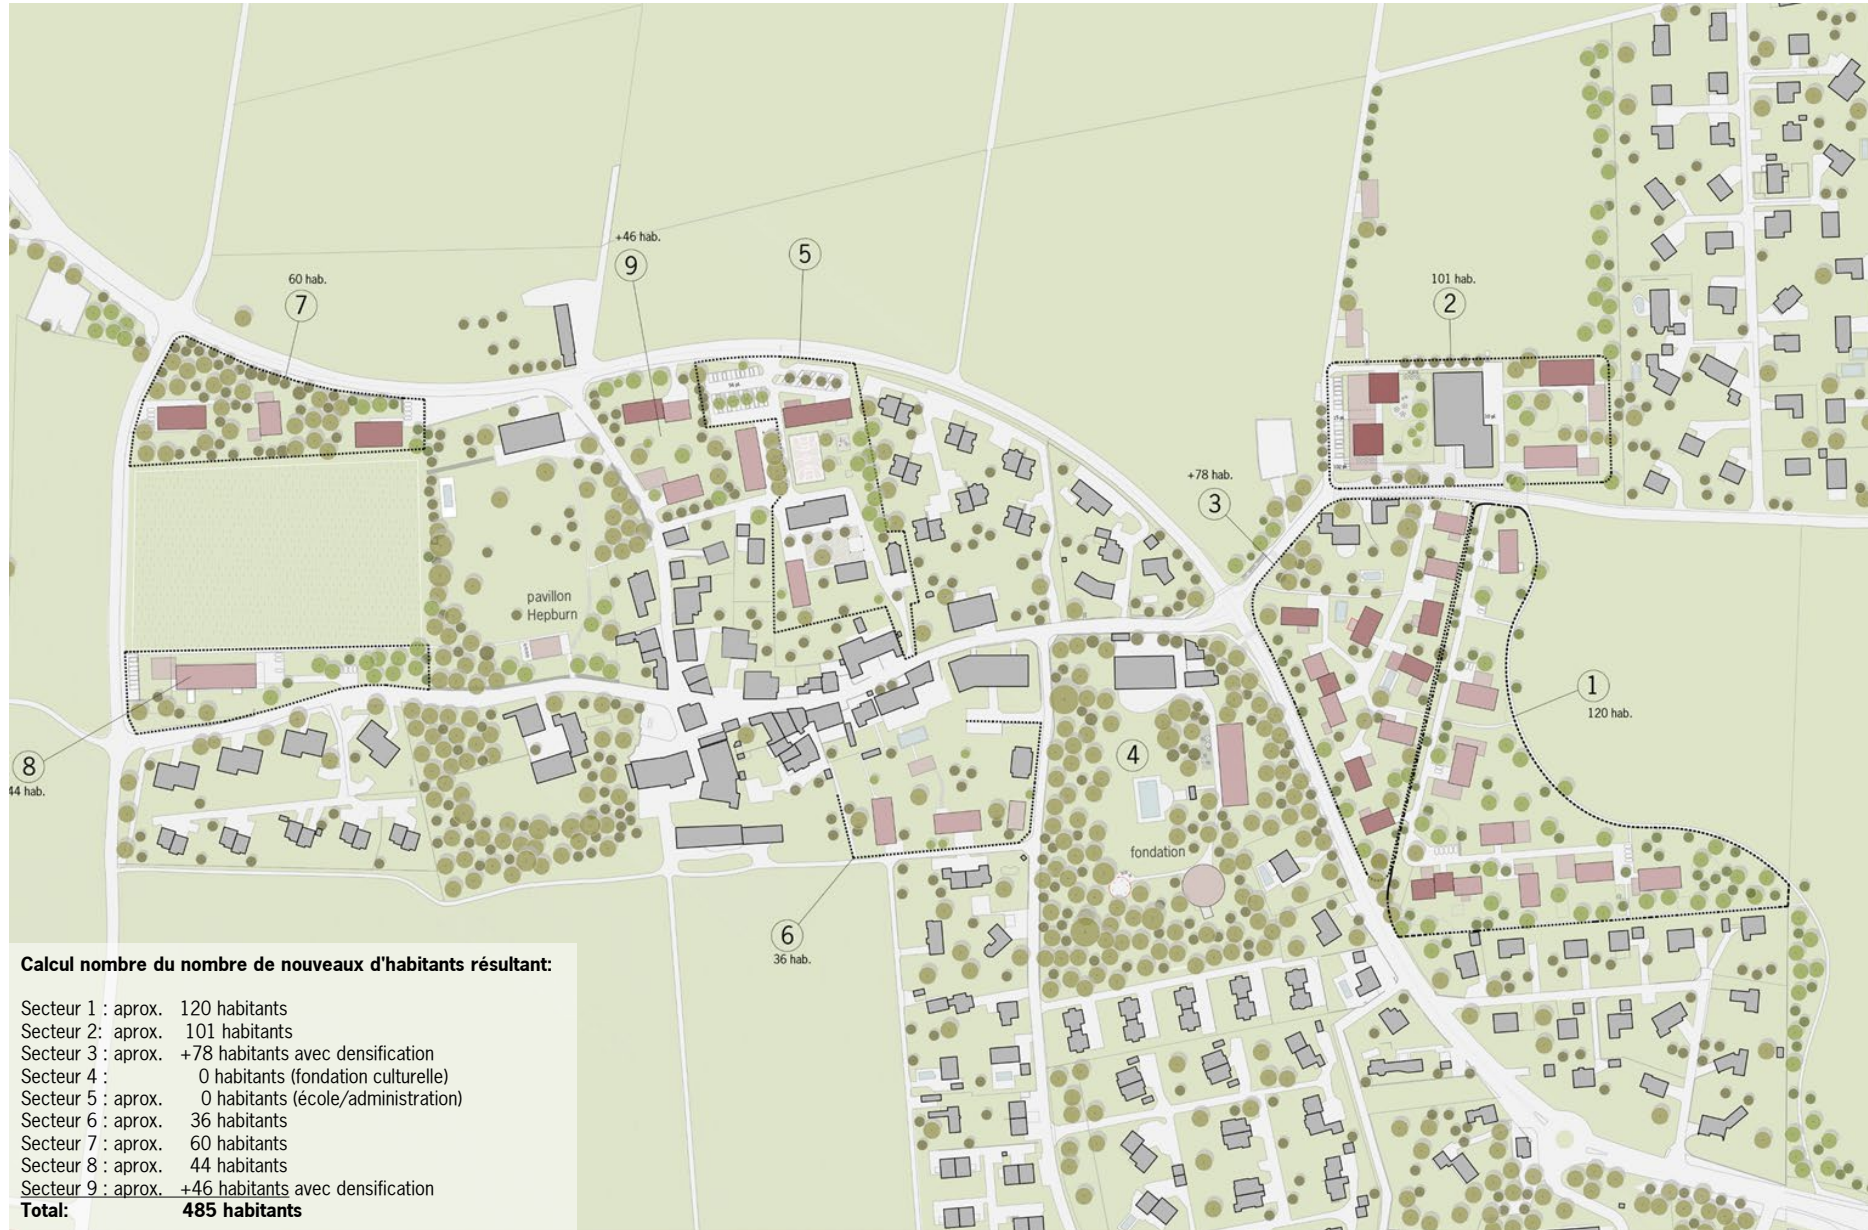 +46 hab.
9
5
60 hab.
7
101 hab.
2
56 pl.
+78 hab.
3
pavillon
Hepburn
1
120 hab.
4
8
44 hab.
fondation
6
36 hab.
Calcul nombre du nombre de nouveaux d'habitants résultant:
Secteur 1 : aprox. 120 habitants
Secteur 2: aprox. 101 habitants
Secteur 3 : aprox. +78 habitants avec densification
Secteur 4 : 0 habitants (fondation culturelle)
Secteur 5 : aprox. 0 habitants (école/administration)
Secteur 6 : aprox. 36 habitants
Secteur 7 : aprox. 60 habitants
Secteur 8 : aprox. 44 habitants
Secteur 9 : aprox. +46 habitants avec densification
Total: 485 habitants